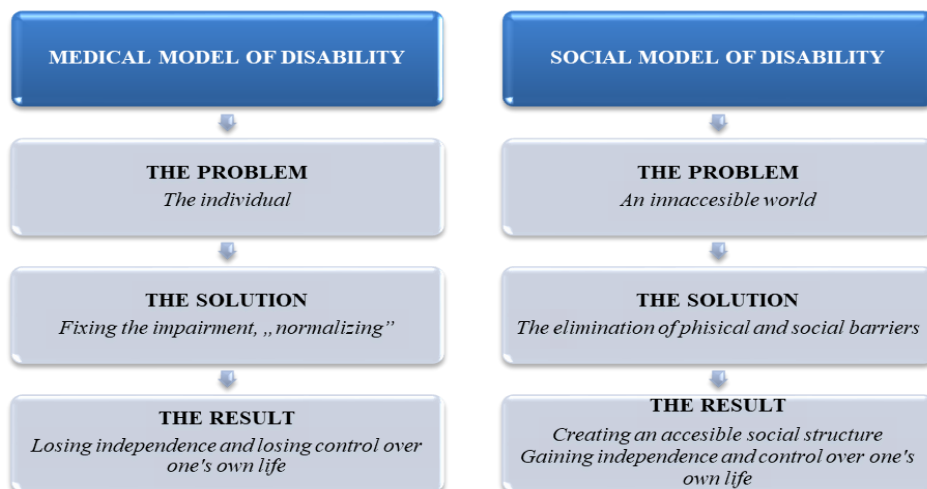 MEDICAL MODEL OF DISABILITY
THE PROBLEM
The individual
THE SOLUTION
Fixing the impairment, „normalizing”
THE RESULT
Losing independence and losing control over
one's own life
SOCIAL MODEL OF DISABILITY
THE PROBLEM
An innaccesible world
THE SOLUTION
The elimination of phisical and social barriers
THE RESULT
Creating an accesible social structure
Gaining independence and control over one's
own life